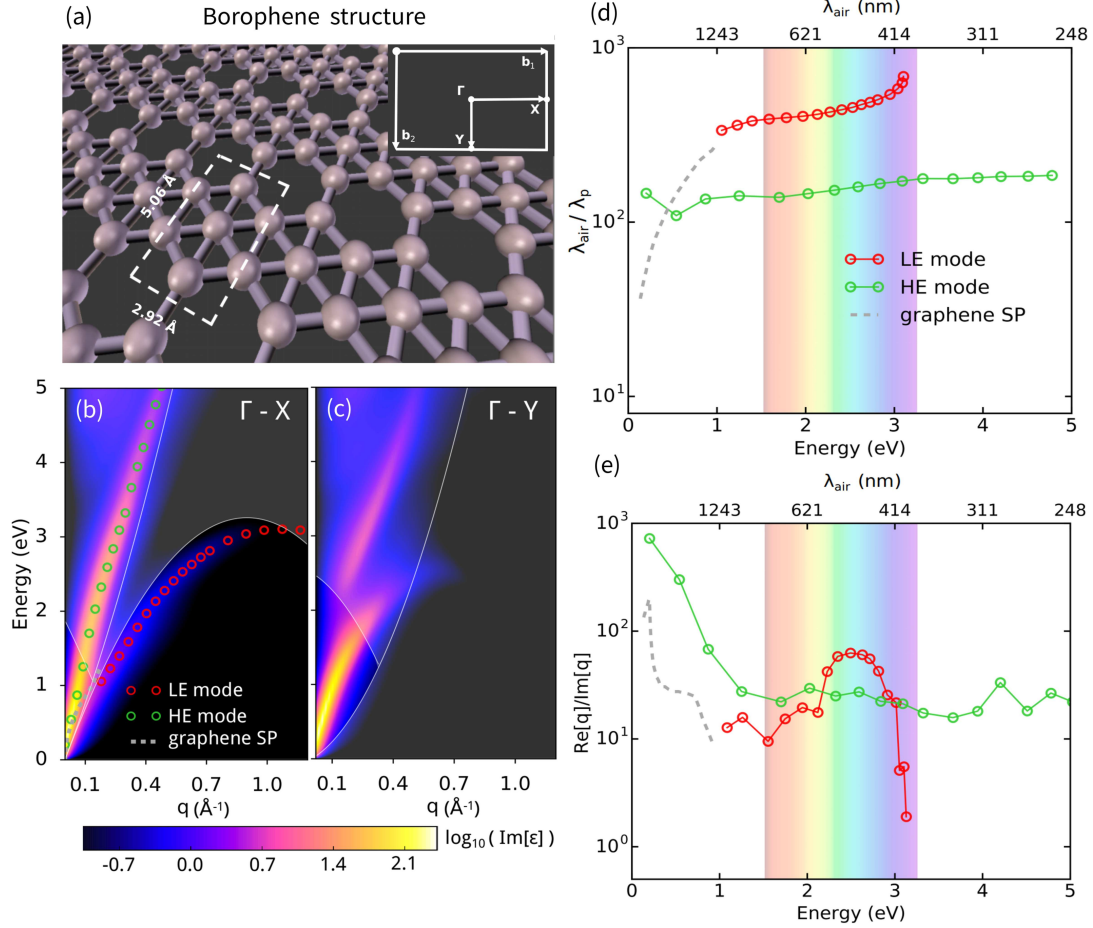 Borophene structure
(a)
b₁
Γ
X
Y
b₂
5.06 Å
2.92 Å
(b)
Γ - X
5
4
3
2
1
0
Energy (eV)
LE mode
HE mode
graphene SP
0.1 0.4 0.7 1.0
q (Å⁻¹)
(c)
Γ - Y
0.1 0.4 0.7 1.0
q (Å⁻¹)
-0.7 0.0 0.7 1.4 2.1
log₁₀( Im[ε] )
(d)
λair (nm)
1243 621 414 311 248
10³
10²
10¹
λair / λp
LE mode
HE mode
graphene SP
0 1 2 3 4 5
Energy (eV)
(e)
λair (nm)
1243 621 414 311 248
10³
10²
10¹
10⁰
Re[q]/Im[q]
0 1 2 3 4 5
Energy (eV)